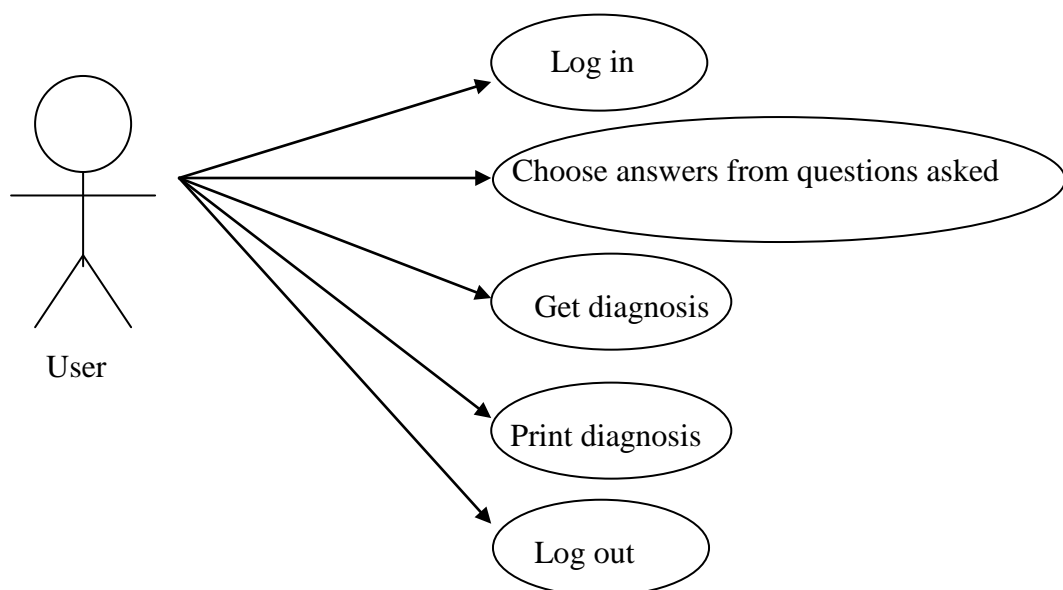 Log in
Choose answers from questions asked
Get diagnosis
User
Print diagnosis
Log out